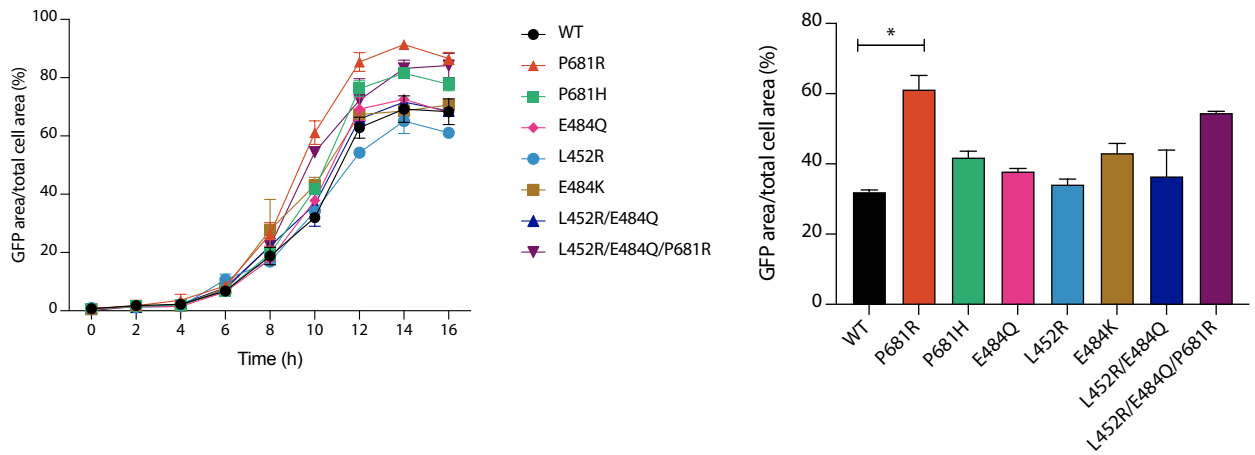 GFP area/total cell area (%)
100
80
60
40
20
0
0 2 4 6 8 10 12 14 16
Time (h)
WT
P681R
P681H
E484Q
L452R
E484K
L452R/E484Q
L452R/E484Q/P681R
GFP area/total cell area (%)
80
60
40
20
0
*
WT
P681R
P681H
E484Q
L452R
E484K
L452R/E484Q
L452R/E484Q/P681R